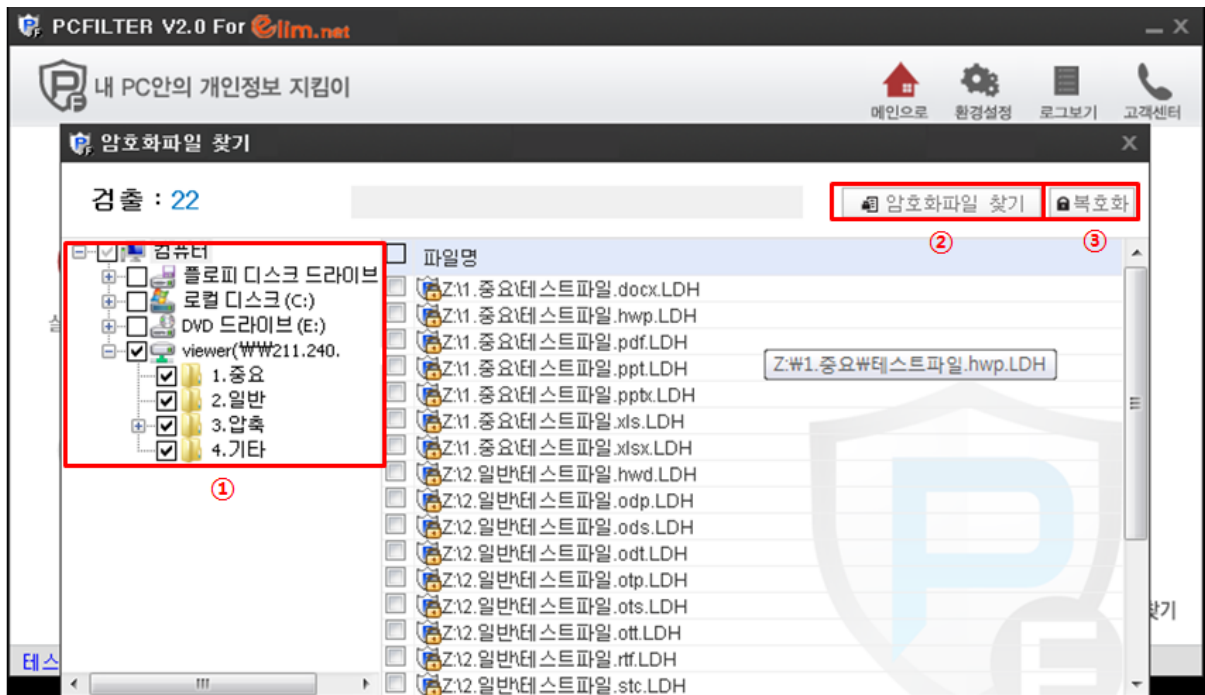 PCFILTER V2.0 For elim.net
내 PC안의 개인정보 지킴이
메인으로 환경설정 로그보기 고객센터
암호화파일 찾기
검출 : 22
암호화파일 찾기
복호화
① ② ③
컴퓨터
플로피 디스크 드라이브
로컬 디스크 (C:)
DVD 드라이브 (E:)
viewer(₩₩211.240.
1.중요
2.일반
3.압축
4.기타
파일명
Z:\1.중요\테스트파일.docx.LDH
Z:\1.중요\테스트파일.hwp.LDH
Z:\1.중요\테스트파일.pdf.LDH
Z:\1.중요\테스트파일.ppt.LDH
Z:₩1.중요₩테스트파일.hwp.LDH
Z:\1.중요\테스트파일.pptx.LDH
Z:\1.중요\테스트파일.xls.LDH
Z:\1.중요\테스트파일.xlsx.LDH
Z:\2.일반\테스트파일.hwd.LDH
Z:\2.일반\테스트파일.odp.LDH
Z:\2.일반\테스트파일.ods.LDH
Z:\2.일반\테스트파일.odt.LDH
Z:\2.일반\테스트파일.otp.LDH
Z:\2.일반\테스트파일.ots.LDH
Z:\2.일반\테스트파일.ott.LDH
Z:\2.일반\테스트파일.rtf.LDH
Z:\2.일반\테스트파일.stc.LDH
찾기
테스